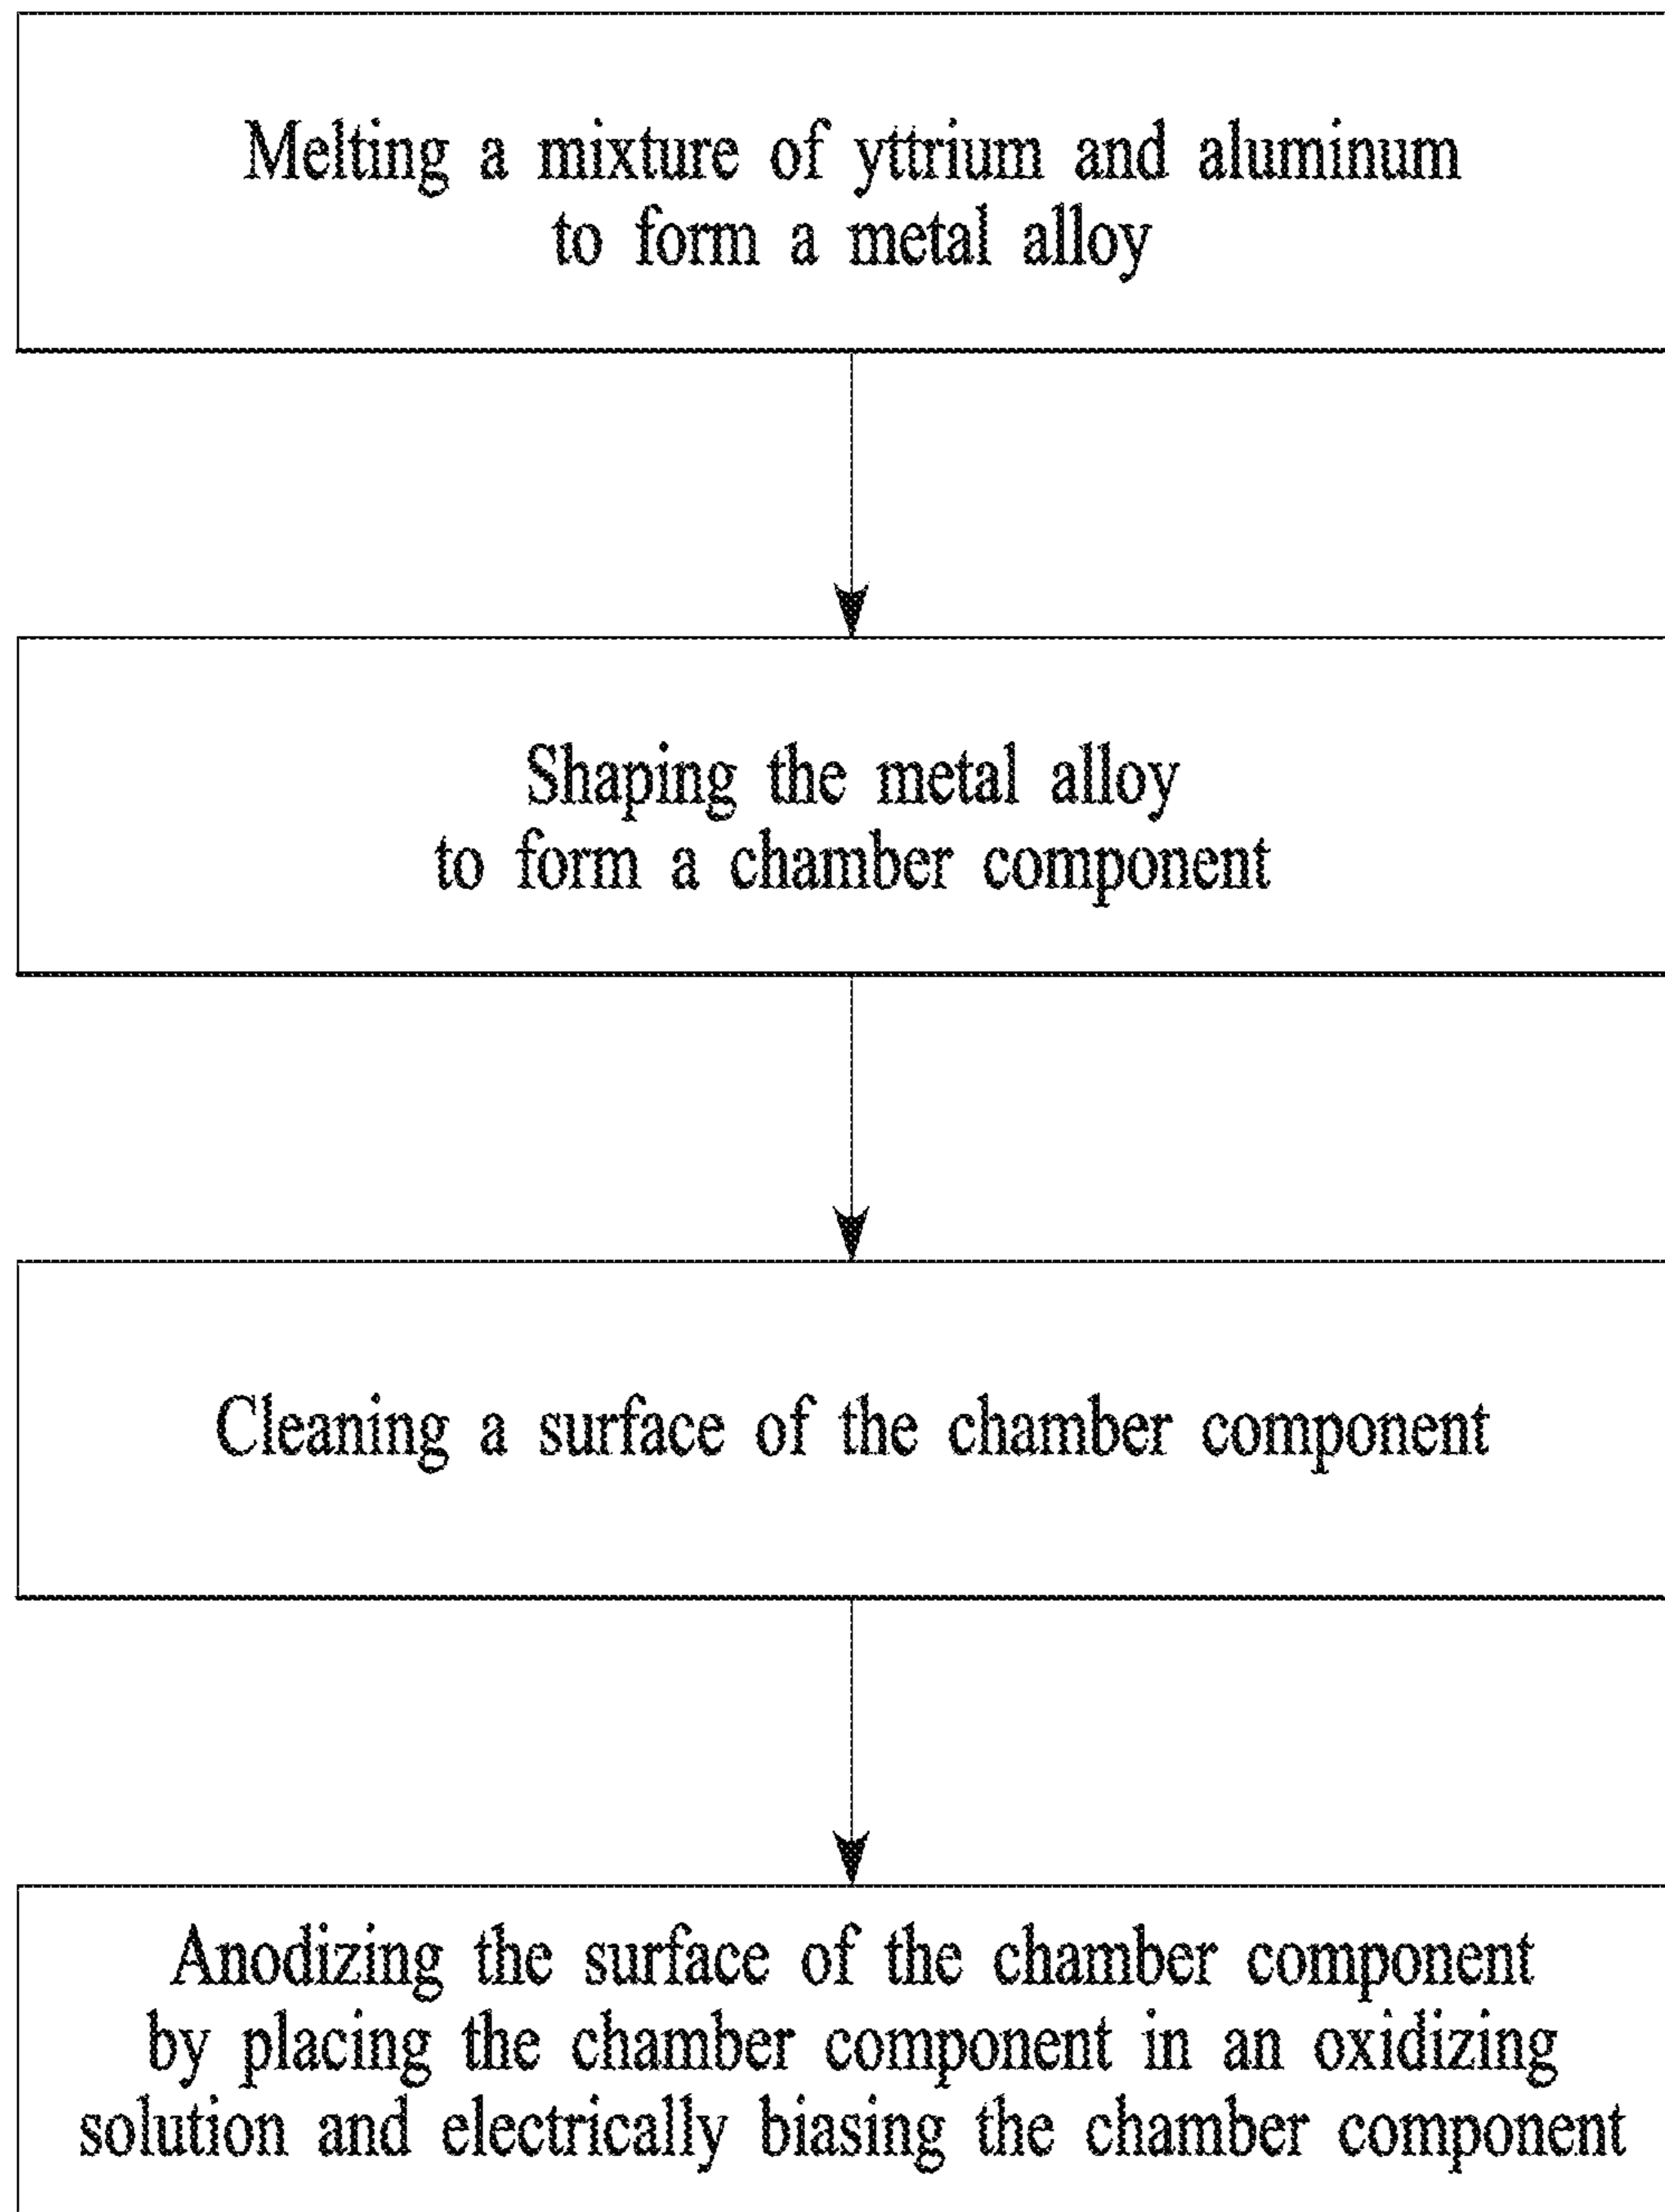 Melting a mixture of yttrium and aluminum
to form a metal alloy
Shaping the metal alloy
to form a chamber component
Cleaning a surface of the chamber component
Anodizing the surface of the chamber component
by placing the chamber component in an oxidizing
solution and electrically biasing the chamber component